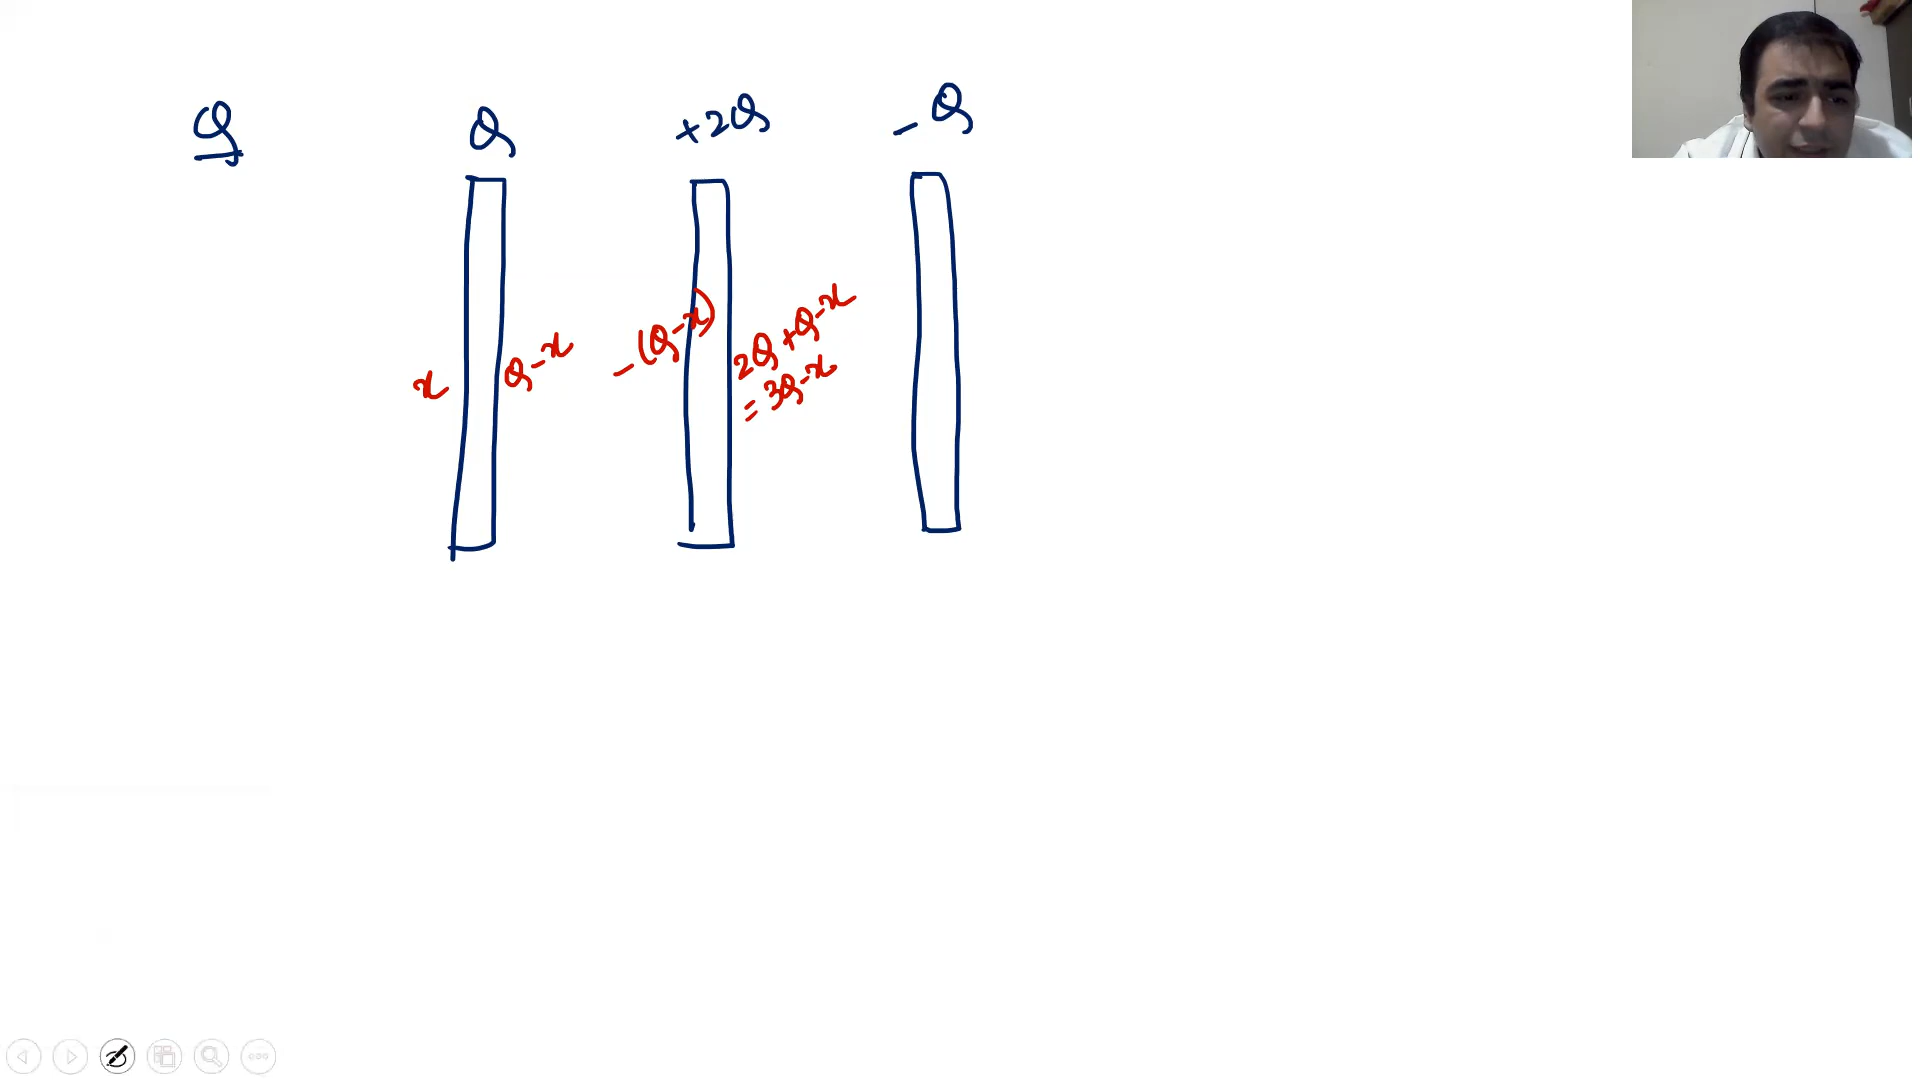 Q
Q
+2Q
-Q
x
Q-x
-(Q-x)
2Q+Q-x
= 3Q-x